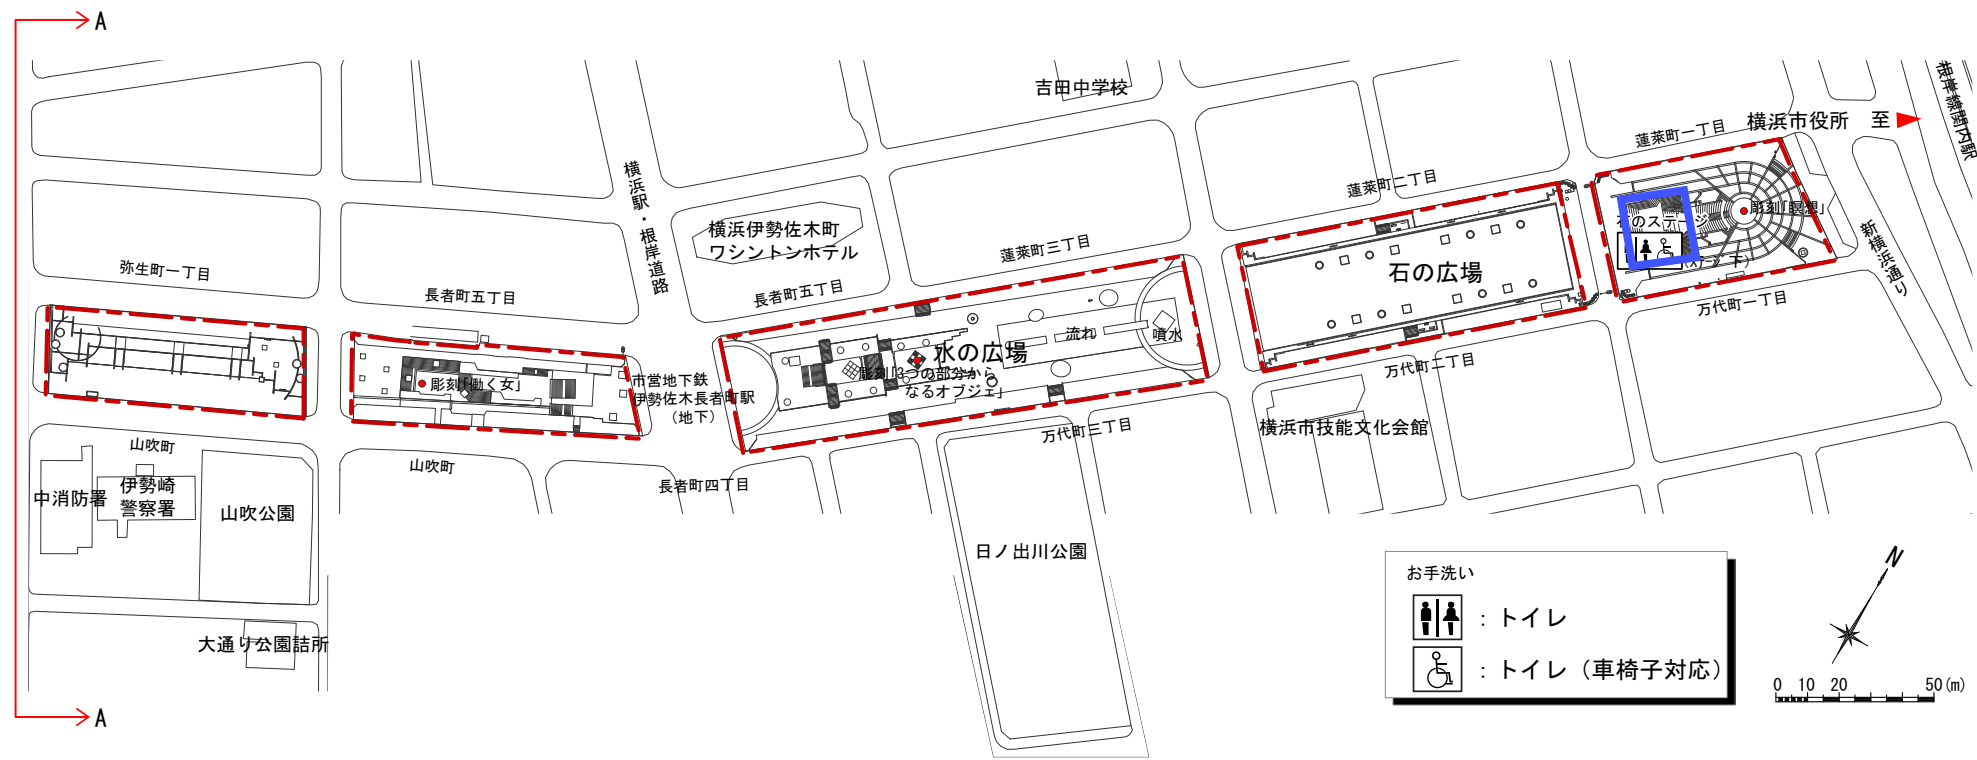 A
吉田中学校
根岸線関内駅
横浜市役所 至
蓮莱町一丁目
蓮莱町二丁目
横浜駅・根岸道路
横浜伊勢佐木町
ワシントンホテル
蓮莱町三丁目
長者町五丁目
弥生町一丁目
長者町五丁目
彫刻「瞑想」
石のステージ
(ステージ下)
新横浜通り
万代町一丁目
石の広場
流れ
噴水
水の広場
彫刻「3つの部分から
なるオブジェ」
彫刻「働く女」
市営地下鉄
伊勢佐木長者町駅
(地下)
万代町二丁目
横浜市技能文化会館
万代町三丁目
山吹町
山吹町
長者町四丁目
中消防署
伊勢崎
警察署
山吹公園
日ノ出川公園
大通り公園詰所
お手洗い
：トイレ
：トイレ（車椅子対応）
N
0 10 20 50(m)
A